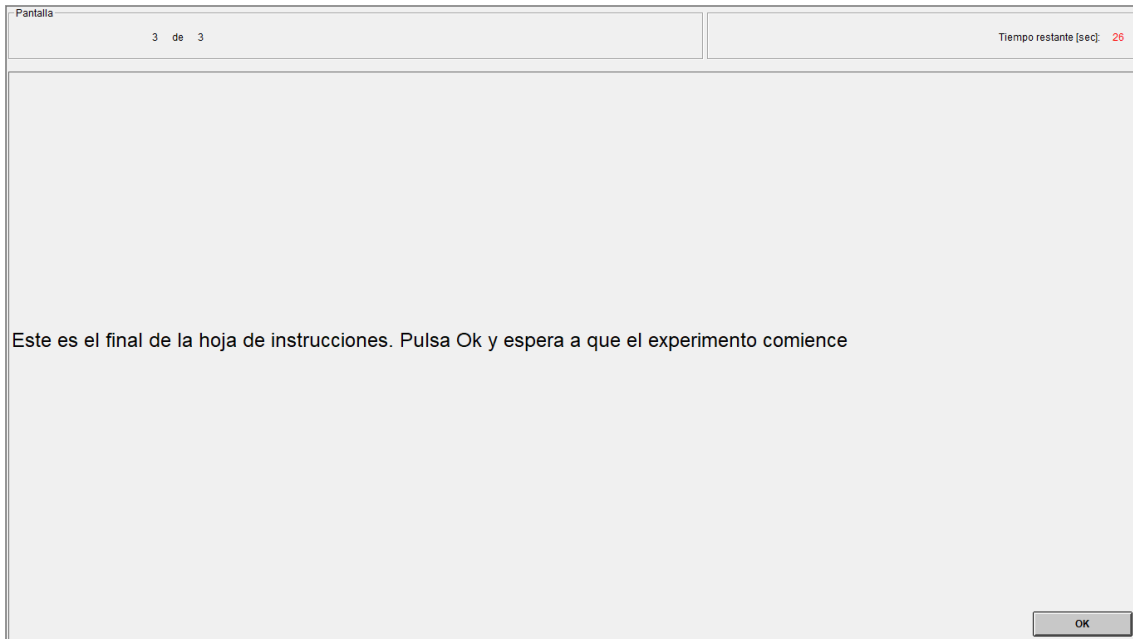 Pantalla
3 de 3
Tiempo restante [sec]: 26
Este es el final de la hoja de instrucciones. Pulsa Ok y espera a que el experimento comience
OK